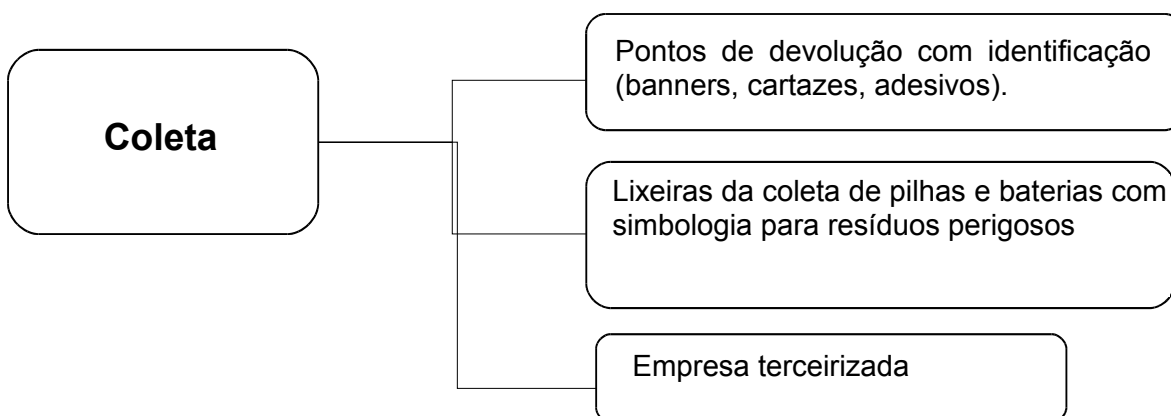 Coleta
Pontos de devolução com identificação
(banners, cartazes, adesivos).
Lixeiras da coleta de pilhas e baterias com
simbologia para resíduos perigosos
Empresa terceirizada